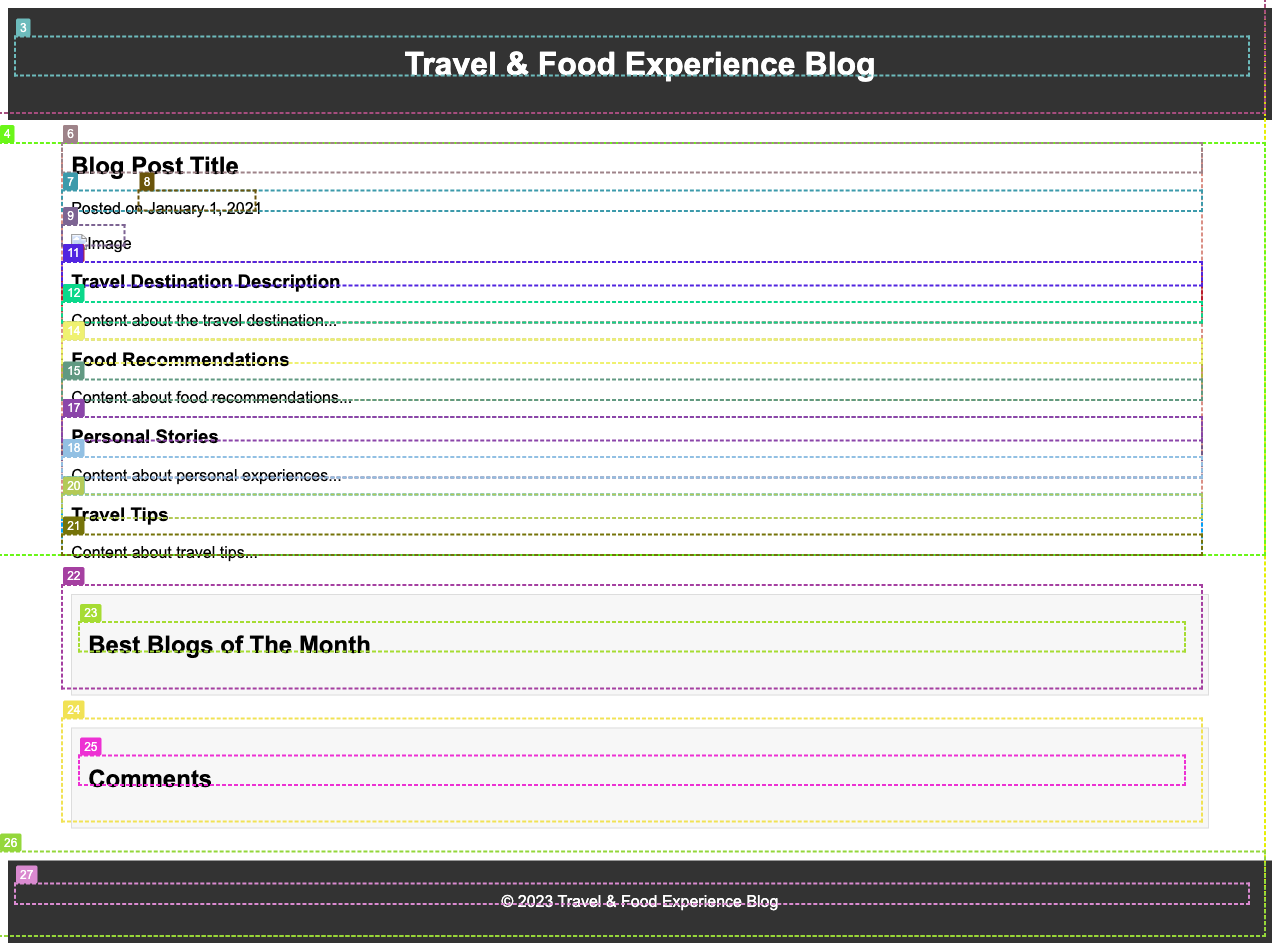 3
Travel & Food Experience Blog
4
6
Blog Post Title
7
8
Posted on January 1, 2021
9
Image
11
Travel Destination Description
12
Content about the travel destination...
14
Food Recommendations
15
Content about food recommendations...
17
Personal Stories
18
Content about personal experiences...
20
Travel Tips
21
Content about travel tips...
22
23
Best Blogs of The Month
24
25
Comments
26
27
© 2023 Travel & Food Experience Blog